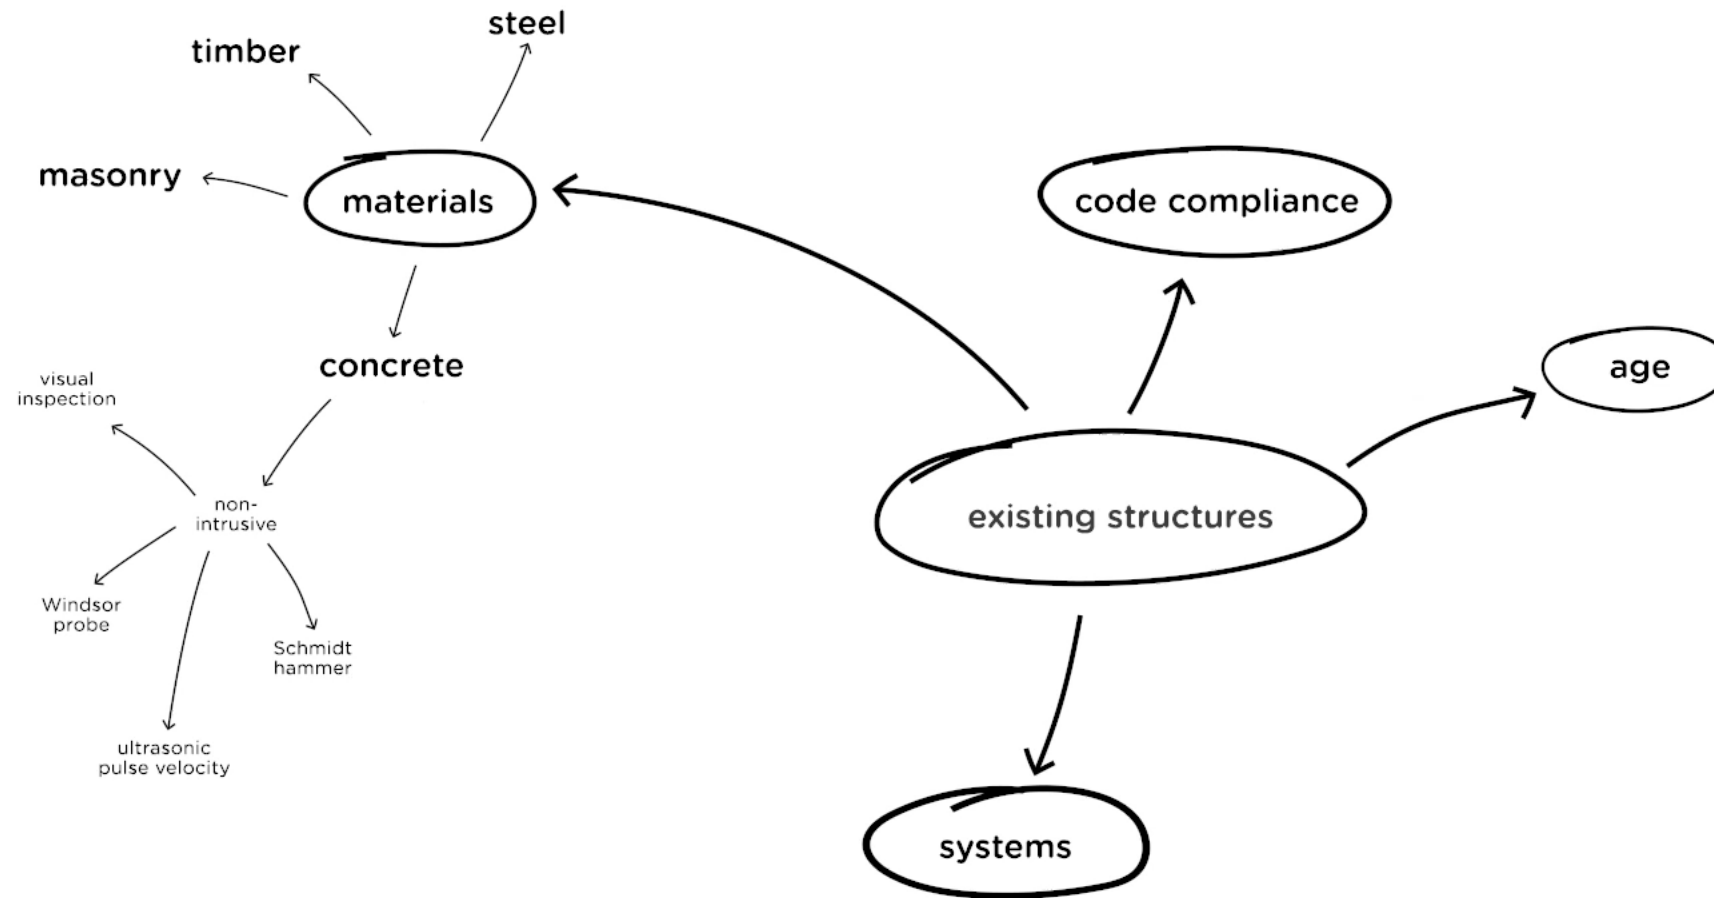 steel
timber
masonry
materials
code compliance
concrete
age
visual
inspection
non-
intrusive
existing structures
Windsor
probe
Schmidt
hammer
ultrasonic
pulse velocity
systems